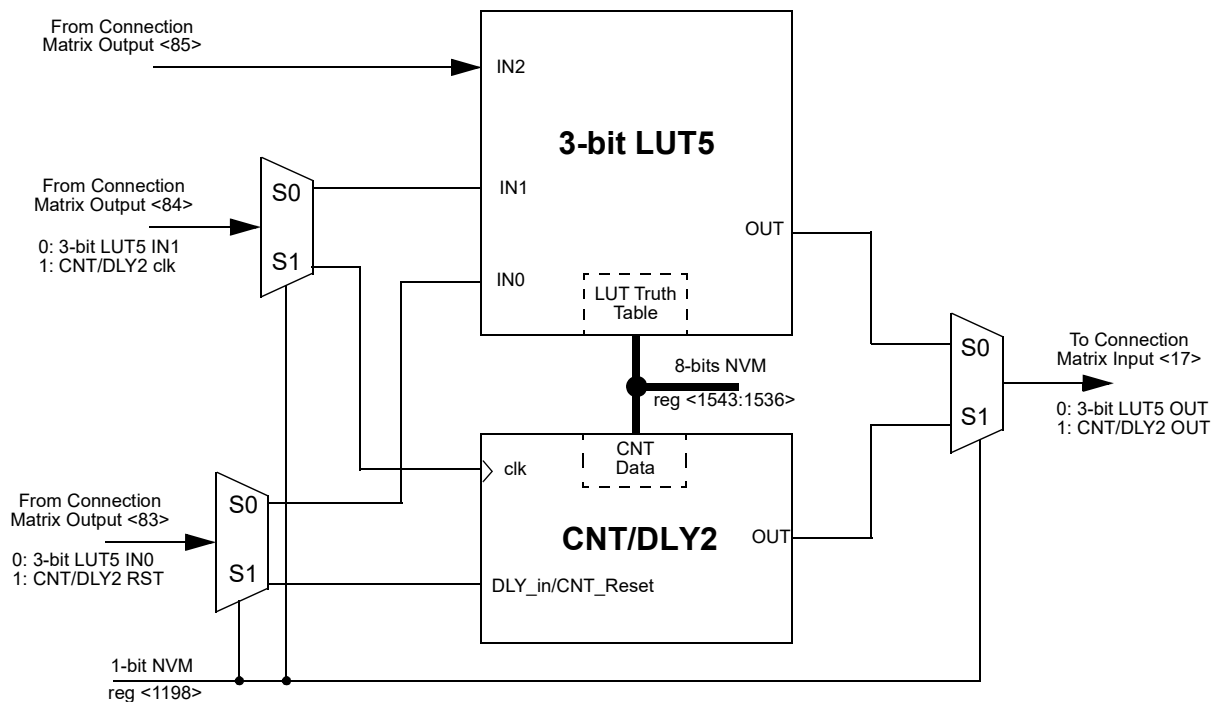 From Connection
Matrix Output <85>
IN2
3-bit LUT5
From Connection
Matrix Output <84>
S0
IN1
0: 3-bit LUT5 IN1
1: CNT/DLY2 clk
S1
OUT
IN0
LUT Truth
Table
S0
To Connection
Matrix Input <17>
8-bits NVM
reg <1543:1536>
S1
0: 3-bit LUT5 OUT
1: CNT/DLY2 OUT
CNT
Data
clk
From Connection
Matrix Output <83>
S0
CNT/DLY2
OUT
0: 3-bit LUT5 IN0
1: CNT/DLY2 RST
S1
DLY_in/CNT_Reset
1-bit NVM
reg <1198>